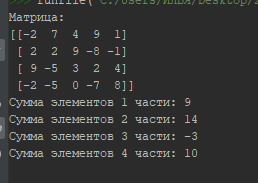 >>> runfile('C:/Users/
Матрица:
[[-2  7  4  9  1]
 [ 2  2  9 -8 -1]
 [ 9 -5  3  2  4]
 [-2 -5  0 -7  8]]
Сумма элементов 1 части: 9
Сумма элементов 2 части: 14
Сумма элементов 3 части: -3
Сумма элементов 4 части: 10